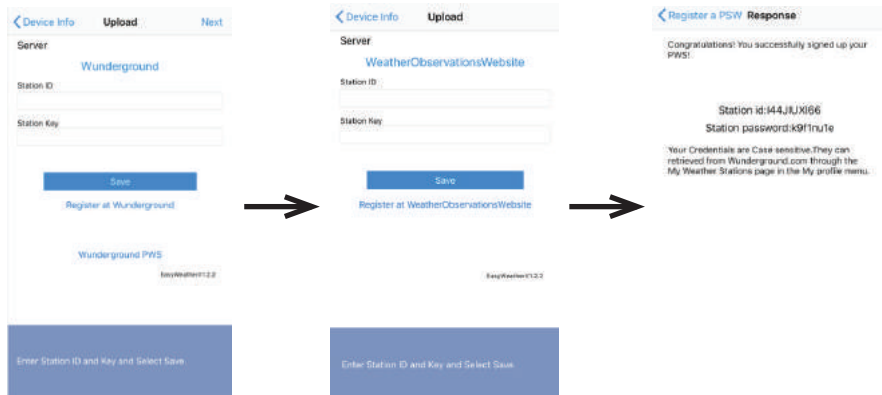 Device Info Upload Next
Server
Wunderground
Station ID
Station Key
Save
Register at Wunderground
Wunderground PWS
EasyWeatherV1.2.2
Enter Station ID and Key and Select Save.
Device Info Upload
Server
WeatherObservationsWebsite
Station ID
Station Key
Save
Register at WeatherObservationsWebsite
EasyWeatherV1.2.2
Enter Station ID and Key and Select Save.
Register a PSW Response
Congratulations! You successfully signed up your
PWS!
Station id:I44JIUXI66
Station password:k9f1nu1e
Your Credentials are Case sensitive.They can
retrieved from Wunderground.com through the
My Weather Stations page in the My profile menu.